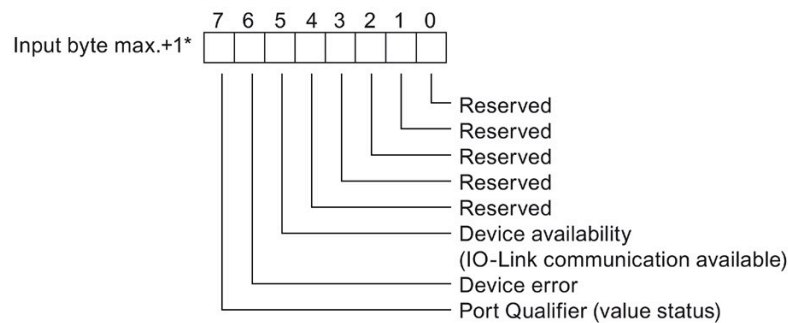 7 6 5 4 3 2 1 0
Input byte max.+1*
Reserved
Reserved
Reserved
Reserved
Reserved
Device availability
(IO-Link communication available)
Device error
Port Qualifier (value status)